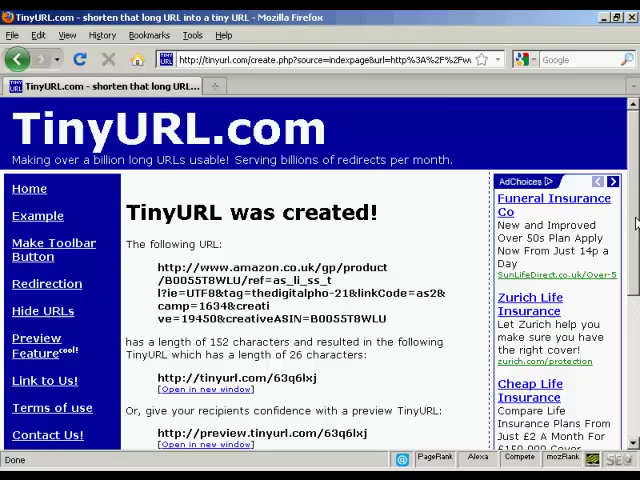 TinyURL.com - shorten that long URL into a tiny URL - Mozilla Firefox
File Edit View History Bookmarks Tools Help
http://tinyurl.com/create.php?source=indexpage&url=http%3A%2F%2Fw
Google
TinyURL.com - shorten that long URL...
TinyURL.com
Making over a billion long URLs usable! Serving billions of redirects per month.
Home
Example
Make Toolbar
Button
Redirection
Hide URLs
Preview
Feature cool!
Link to Us!
Terms of use
Contact Us!
TinyURL was created!
The following URL:
http://www.amazon.co.uk/gp/product
/B0055T8WLU/ref=as_li_ss_t
l?ie=UTF8&tag=thedigitalpho-21&linkCode=as2&
camp=1634&creati
ve=19450&creativeASIN=B0055T8WLU
has a length of 152 characters and resulted in the following
TinyURL which has a length of 26 characters:
http://tinyurl.com/63q6lxj
[Open in new window]
Or, give your recipients confidence with a preview TinyURL:
http://preview.tinyurl.com/63q6lxj
[Open in new window]
AdChoices
Funeral Insurance
Co
New and Improved
Over 50s Plan Apply
Now From Just 14p a
Day
SunLifeDirect.co.uk/Over-5
Zurich Life
Insurance
Let Zurich help you
make sure you have
the right cover!
zurich.com/protection
Cheap Life
Insurance
Compare Life
Insurance Plans From
Just £2 A Month For
£150,000 Cover
Done
PageRank Alexa Compete mozRank SE